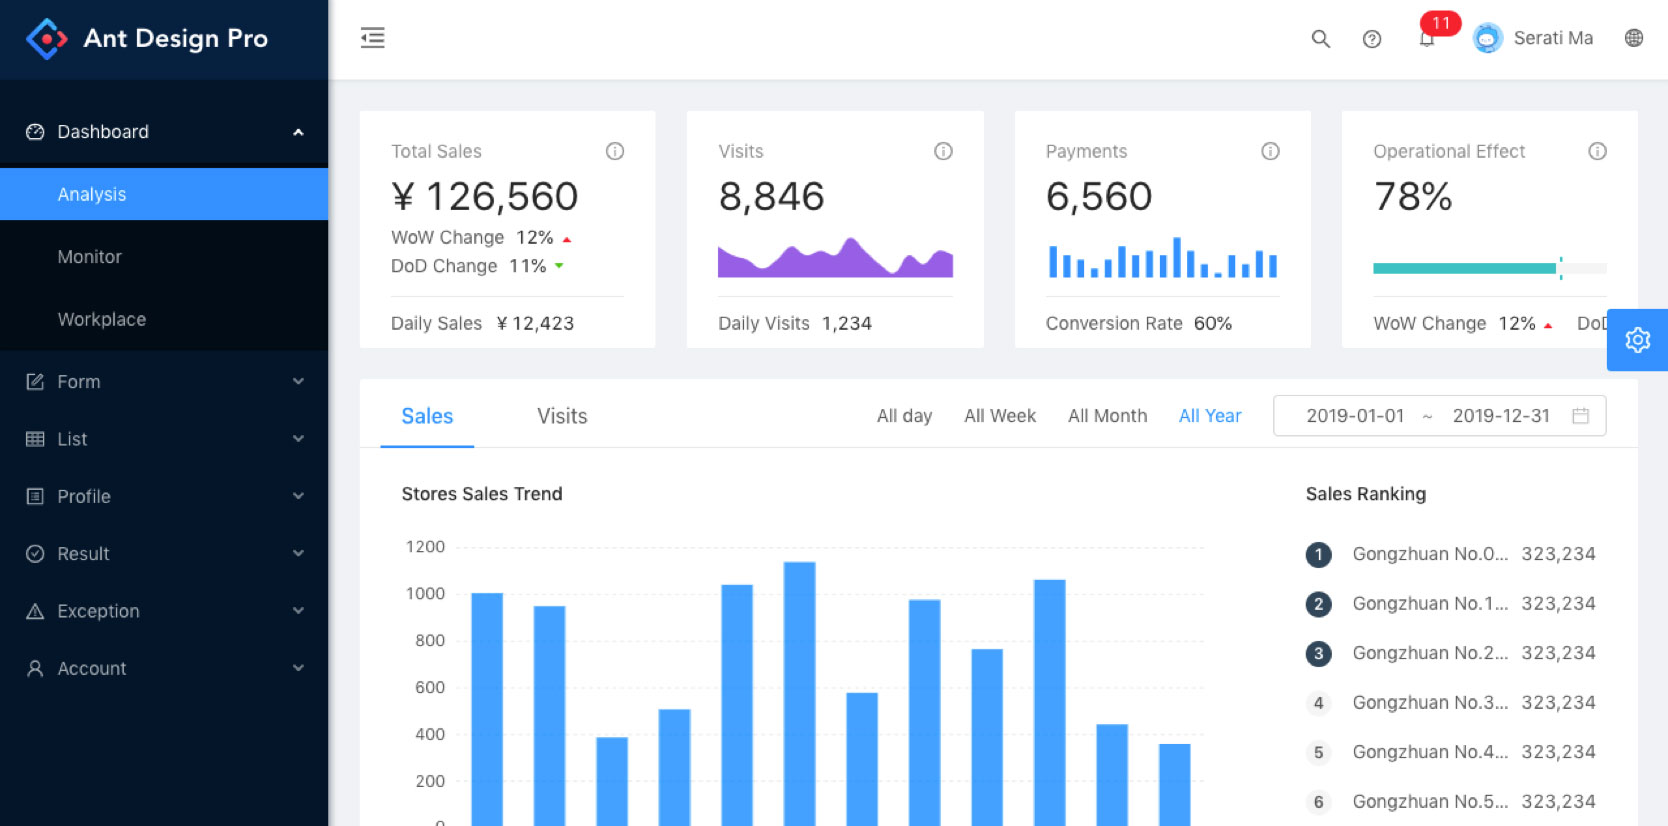 Ant Design Pro
Dashboard
Analysis
Monitor
Workplace
Form
List
Profile
Result
Exception
Account
11
Serati Ma
Total Sales
¥ 126,560
WoW Change 12%
DoD Change 11%
Daily Sales ¥ 12,423
Visits
8,846
Daily Visits 1,234
Payments
6,560
Conversion Rate 60%
Operational Effect
78%
WoW Change 12%
Sales Visits All day All Week All Month All Year 2019-01-01 ~ 2019-12-31
Stores Sales Trend
1200
1000
800
600
400
200
0
Sales Ranking
1 Gongzhuan No.0... 323,234
2 Gongzhuan No.1... 323,234
3 Gongzhuan No.2... 323,234
4 Gongzhuan No.3... 323,234
5 Gongzhuan No.4... 323,234
6 Gongzhuan No.5... 323,234